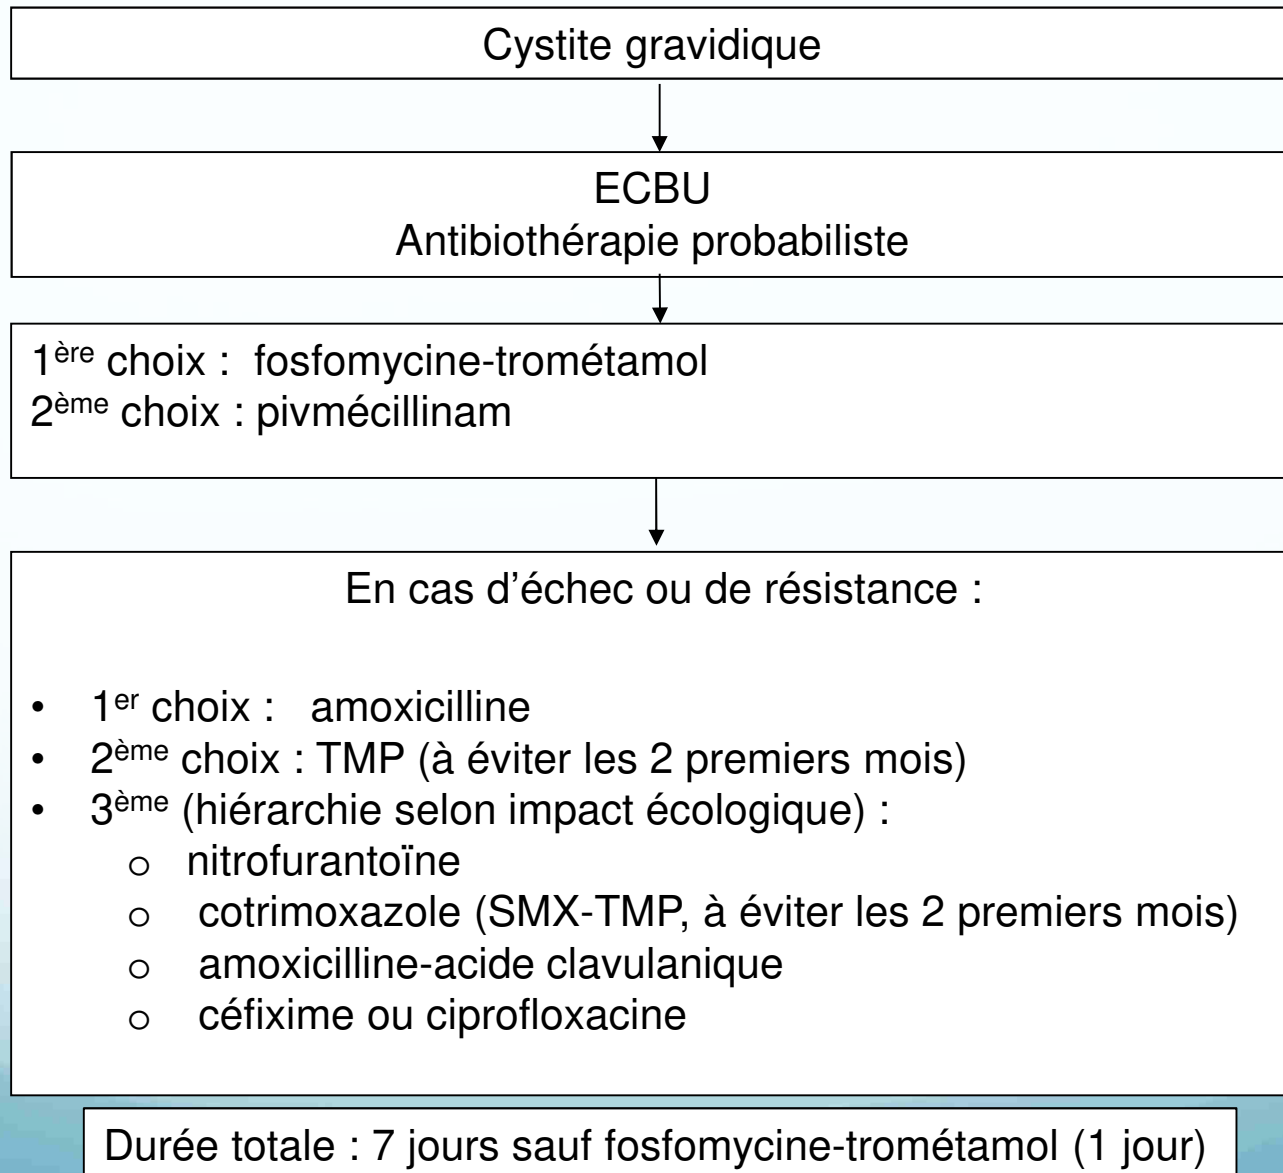 Cystite gravidique
ECBU
Antibiothérapie probabiliste
1ère choix : fosfomycine-trométamol
2ème choix : pivmécillinam
En cas d'échec ou de résistance :
• 1er choix : amoxicilline
• 2ème choix : TMP (à éviter les 2 premiers mois)
• 3ème (hiérarchie selon impact écologique) :
o nitrofurantoïne
o cotrimoxazole (SMX-TMP, à éviter les 2 premiers mois)
o amoxicilline-acide clavulanique
o céfixime ou ciprofloxacine
Durée totale : 7 jours sauf fosfomycine-trométamol (1 jour)